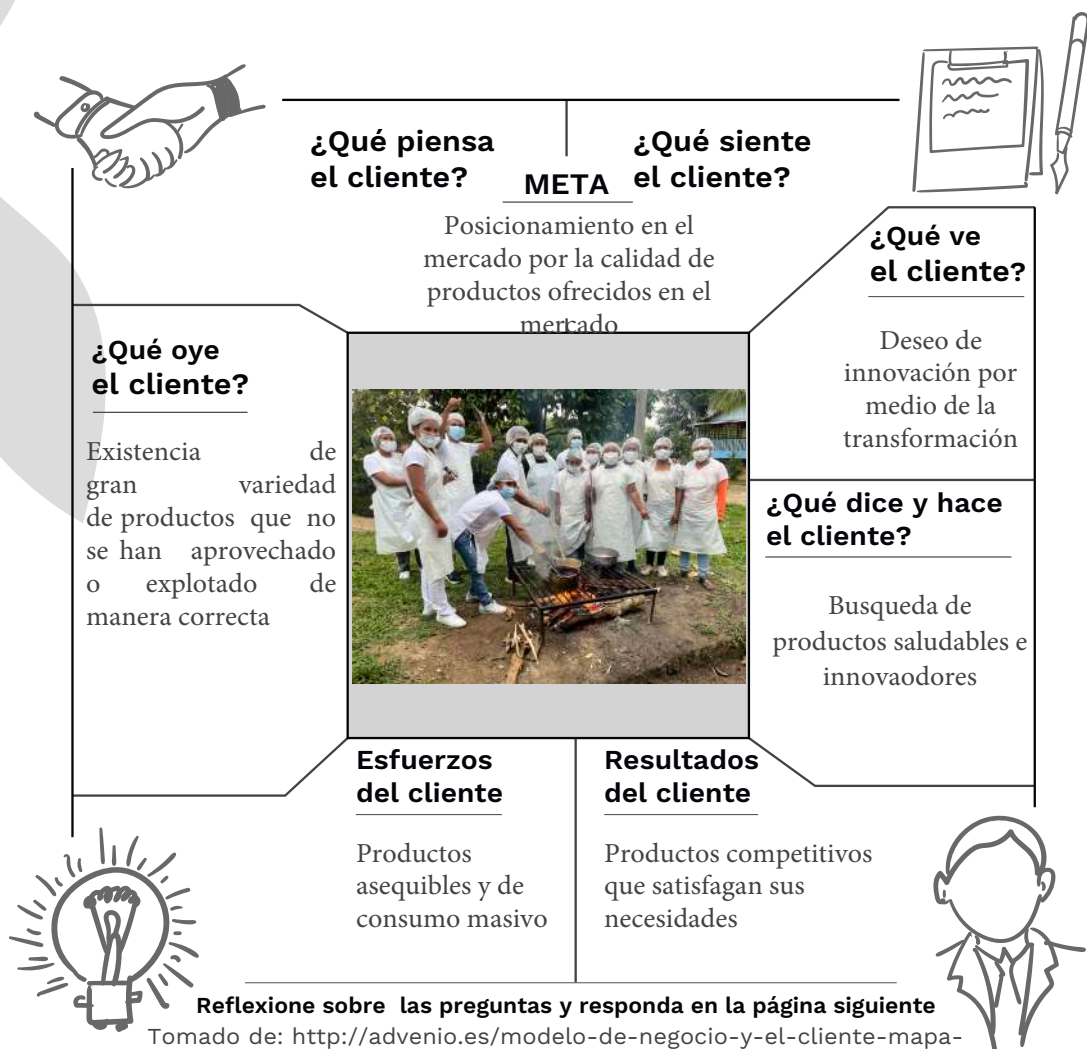 ¿Qué piensa
el cliente?
¿Qué siente
el cliente?
META
Posicionamiento en el
mercado por la calidad de
productos ofrecidos en el
mercado
¿Qué ve
el cliente?
Deseo de
innovación por
medio de la
transformación
¿Qué oye
el cliente?
Existencia de
gran variedad
de productos que no
se han aprovechado
o explotado de
manera correcta
¿Qué dice y hace
el cliente?
Busqueda de
productos saludables e
innovaodores
Esfuerzos
del cliente
Productos
asequibles y de
consumo masivo
Resultados
del cliente
Productos competitivos
que satisfagan sus
necesidades
Reflexione sobre las preguntas y responda en la página siguiente
Tomado de: http://advenio.es/modelo-de-negocio-y-el-cliente-mapa-